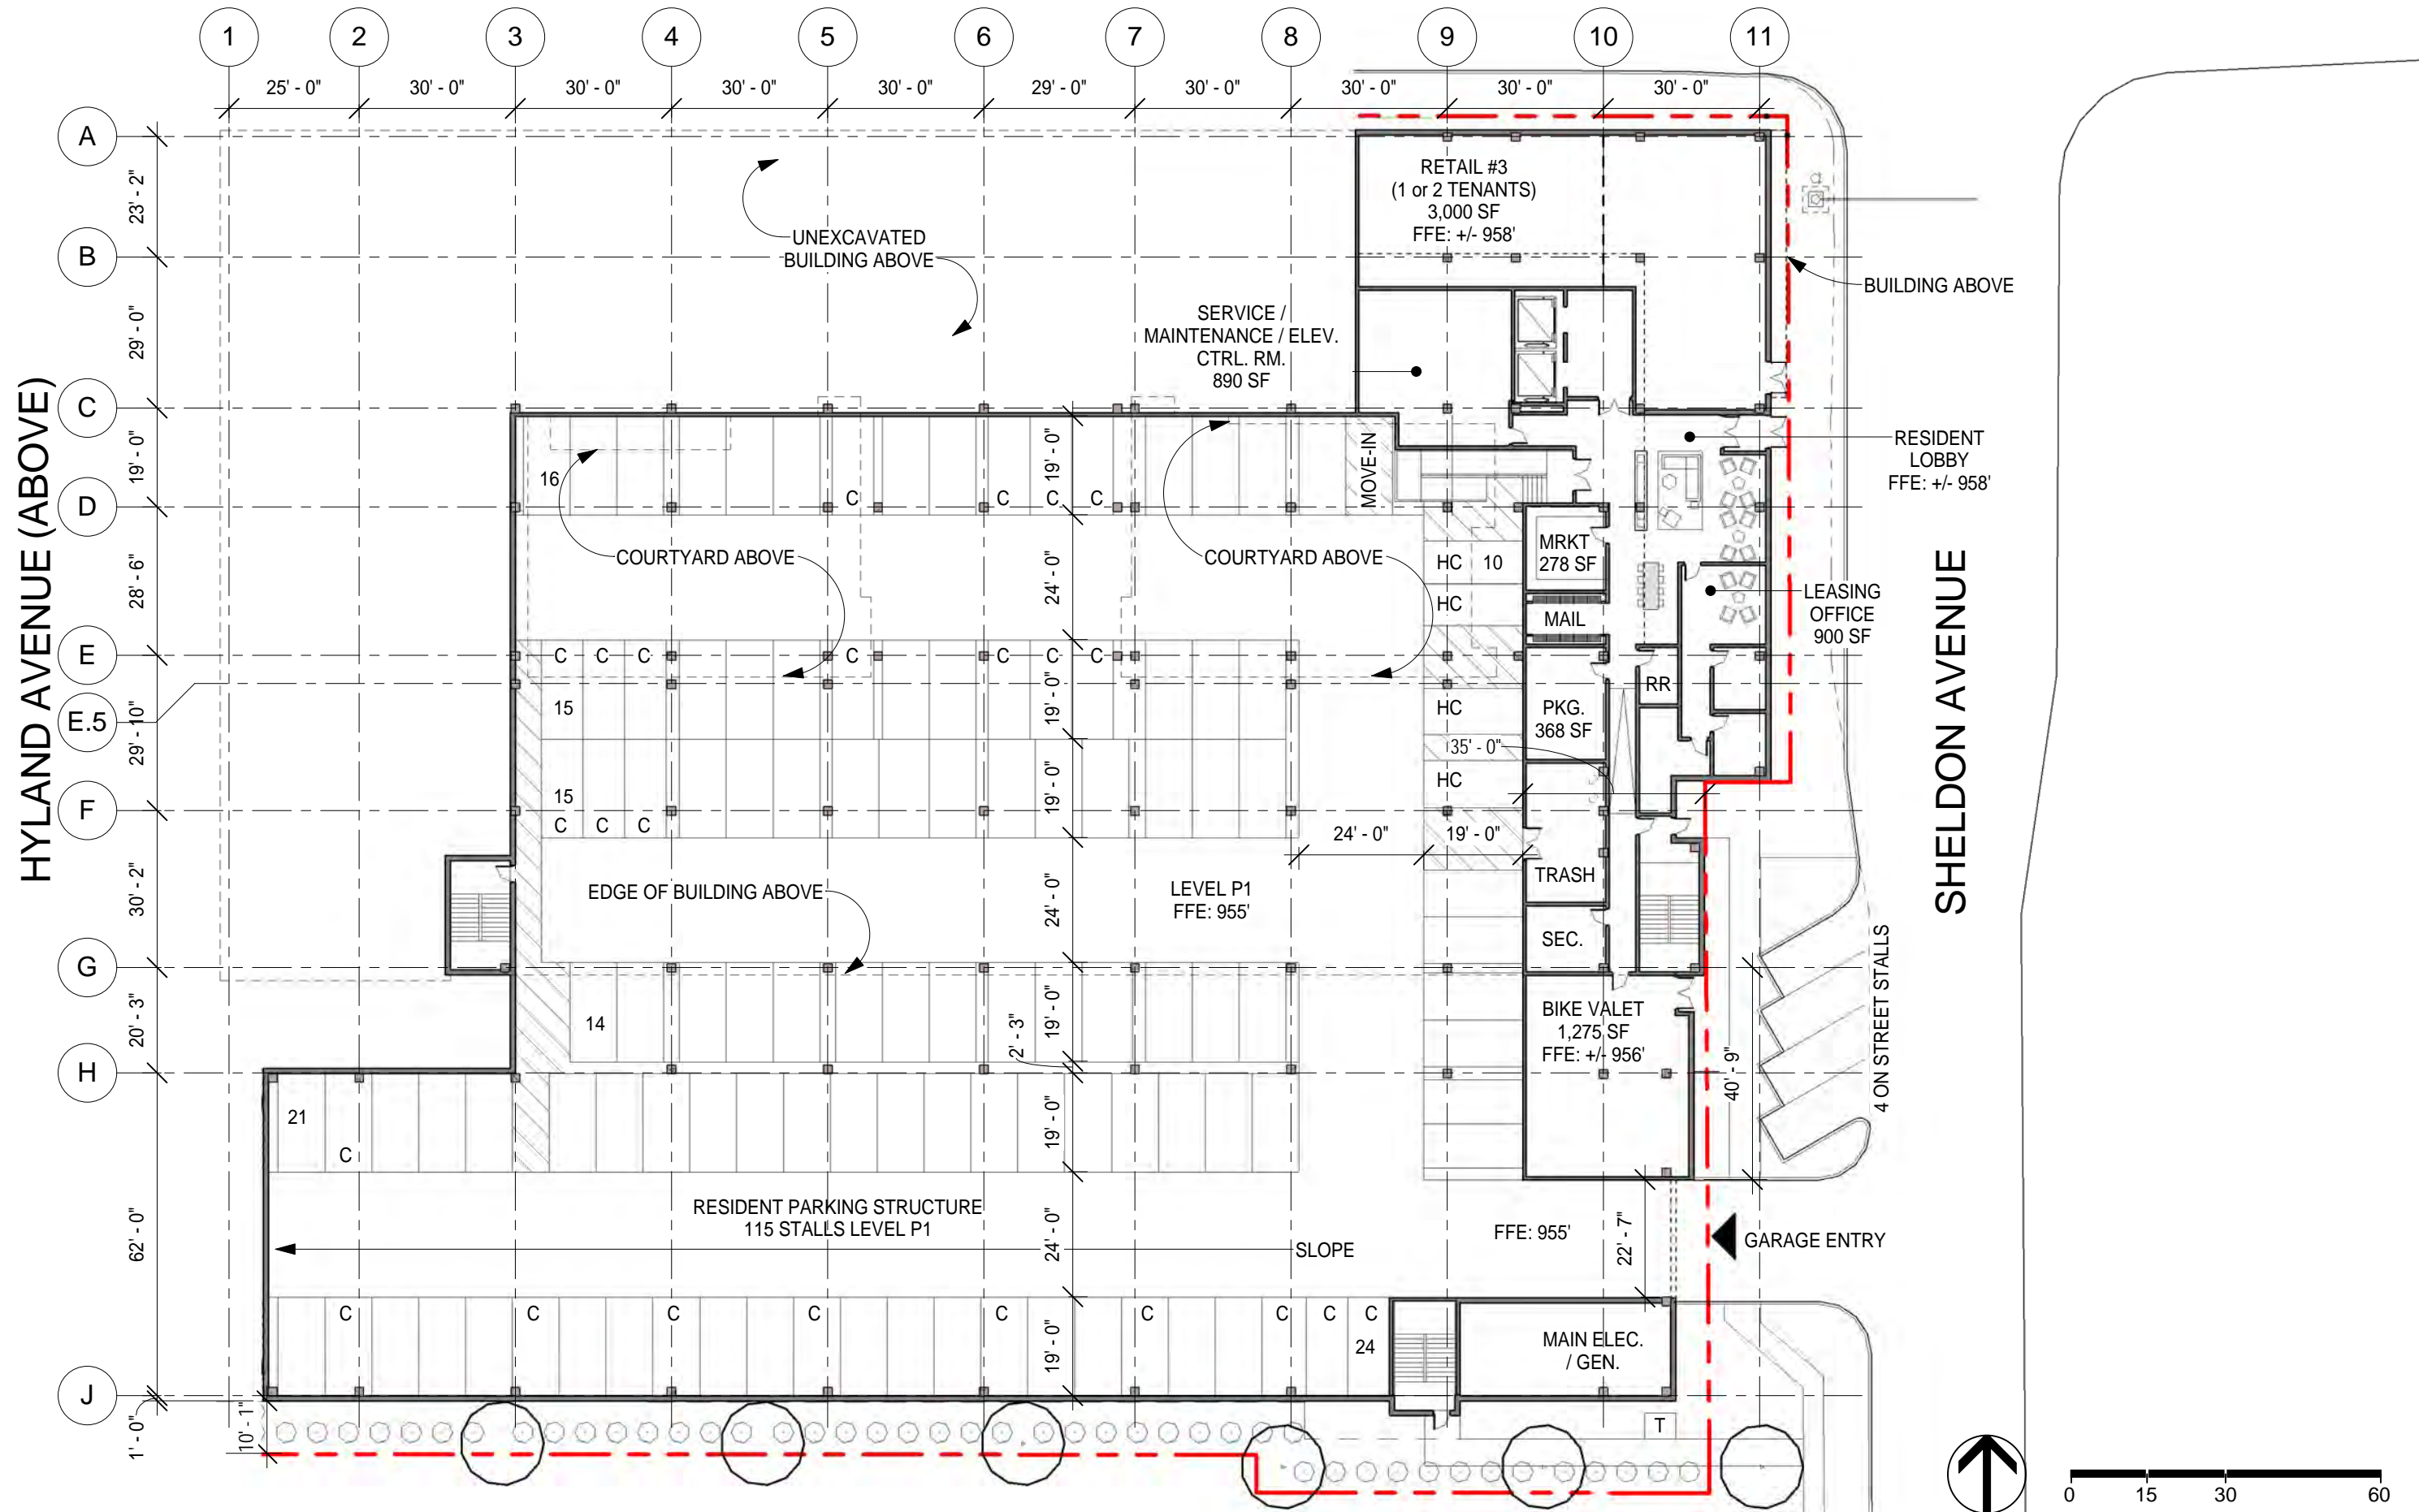 1 2 3 4 5 6 7 8 9 10 11
25' - 0" 30' - 0" 30' - 0" 30' - 0" 30' - 0" 29' - 0" 30' - 0" 30' - 0" 30' - 0" 30' - 0"
A
23' - 2"
B
29' - 0"
C
19' - 0"
D
28' - 6"
E
E.5
29' - 10"
F
30' - 2"
G
20' - 3"
H
62' - 0"
J
1' - 0"
10' - 1"
HYLAND AVENUE (ABOVE)
UNEXCAVATED
BUILDING ABOVE
RETAIL #3
(1 or 2 TENANTS)
3,000 SF
FFE: +/- 958'
BUILDING ABOVE
SERVICE /
MAINTENANCE / ELEV.
CTRL. RM.
890 SF
RESIDENT
LOBBY
FFE: +/- 958'
MOVE-IN
16
C C C C
19' - 0"
COURTYARD ABOVE
COURTYARD ABOVE
24' - 0"
HC 10
HC
MRKT
278 SF
MAIL
LEASING
OFFICE
900 SF
C C C C C C C
15
19' - 0"
HC
PKG.
368 SF
RR
35' - 0"
HC
15
C C C
19' - 0"
24' - 0" 19' - 0"
TRASH
EDGE OF BUILDING ABOVE
24' - 0"
LEVEL P1
FFE: 955'
SEC.
14
2' - 3"
19' - 0"
BIKE VALET
1,275 SF
FFE: +/- 956'
40' - 9"
4 ON STREET STALLS
SHELDON AVENUE
21
C
19' - 0"
RESIDENT PARKING STRUCTURE
115 STALLS LEVEL P1
24' - 0"
SLOPE
FFE: 955'
22' - 7"
GARAGE ENTRY
C C C C C C C C C
19' - 0"
24
MAIN ELEC.
/ GEN.
T
0 15 30 60